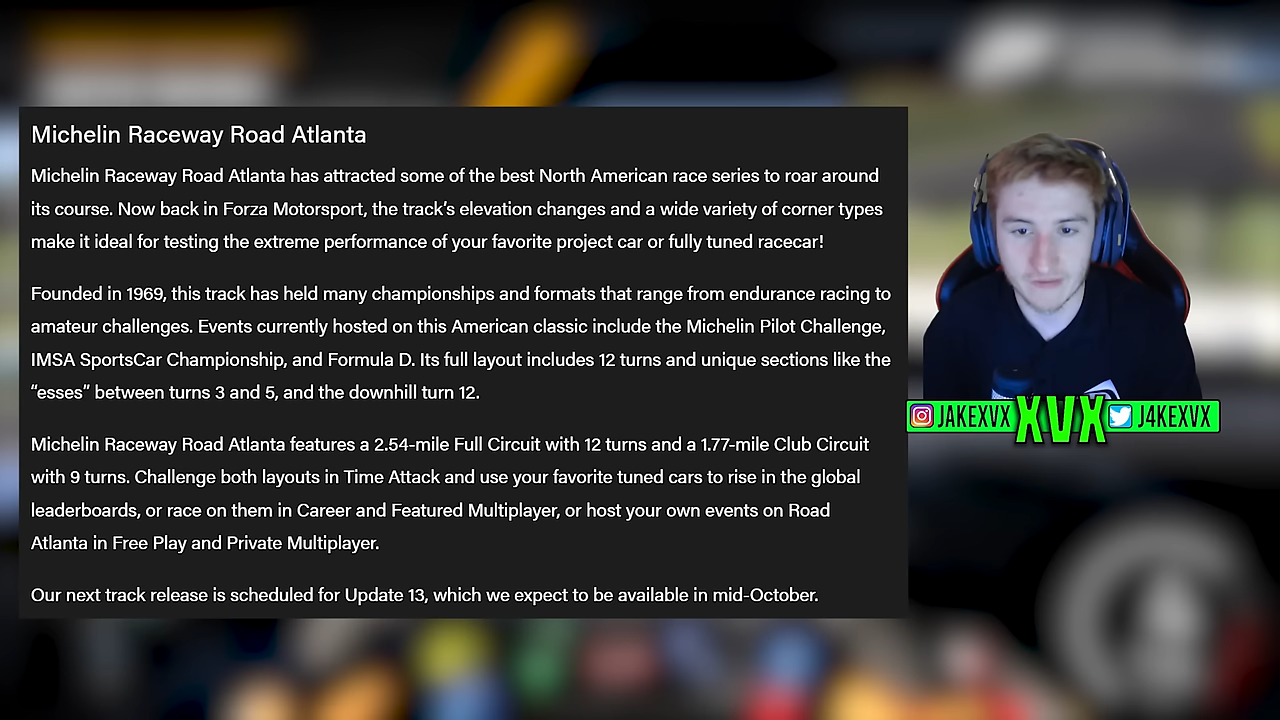 Michelin Raceway Road Atlanta
Michelin Raceway Road Atlanta has attracted some of the best North American race series to roar around
its course. Now back in Forza Motorsport, the track’s elevation changes and a wide variety of corner types
make it ideal for testing the extreme performance of your favorite project car or fully tuned racecar!
Founded in 1969, this track has held many championships and formats that range from endurance racing to
amateur challenges. Events currently hosted on this American classic include the Michelin Pilot Challenge,
IMSA SportsCar Championship, and Formula D. Its full layout includes 12 turns and unique sections like the
“esses” between turns 3 and 5, and the downhill turn 12.
Michelin Raceway Road Atlanta features a 2.54-mile Full Circuit with 12 turns and a 1.77-mile Club Circuit
with 9 turns. Challenge both layouts in Time Attack and use your favorite tuned cars to rise in the global
leaderboards, or race on them in Career and Featured Multiplayer, or host your own events on Road
Atlanta in Free Play and Private Multiplayer.
Our next track release is scheduled for Update 13, which we expect to be available in mid-October.
JAKEXVX XVX J4KEXVX